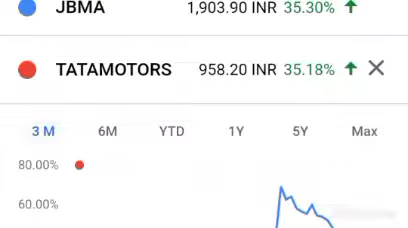 JBMA 1,903.90 INR 35.30%
TATAMOTORS 958.20 INR 35.18%
3 M 6M YTD 1Y 5Y Max
80.00%
60.00%